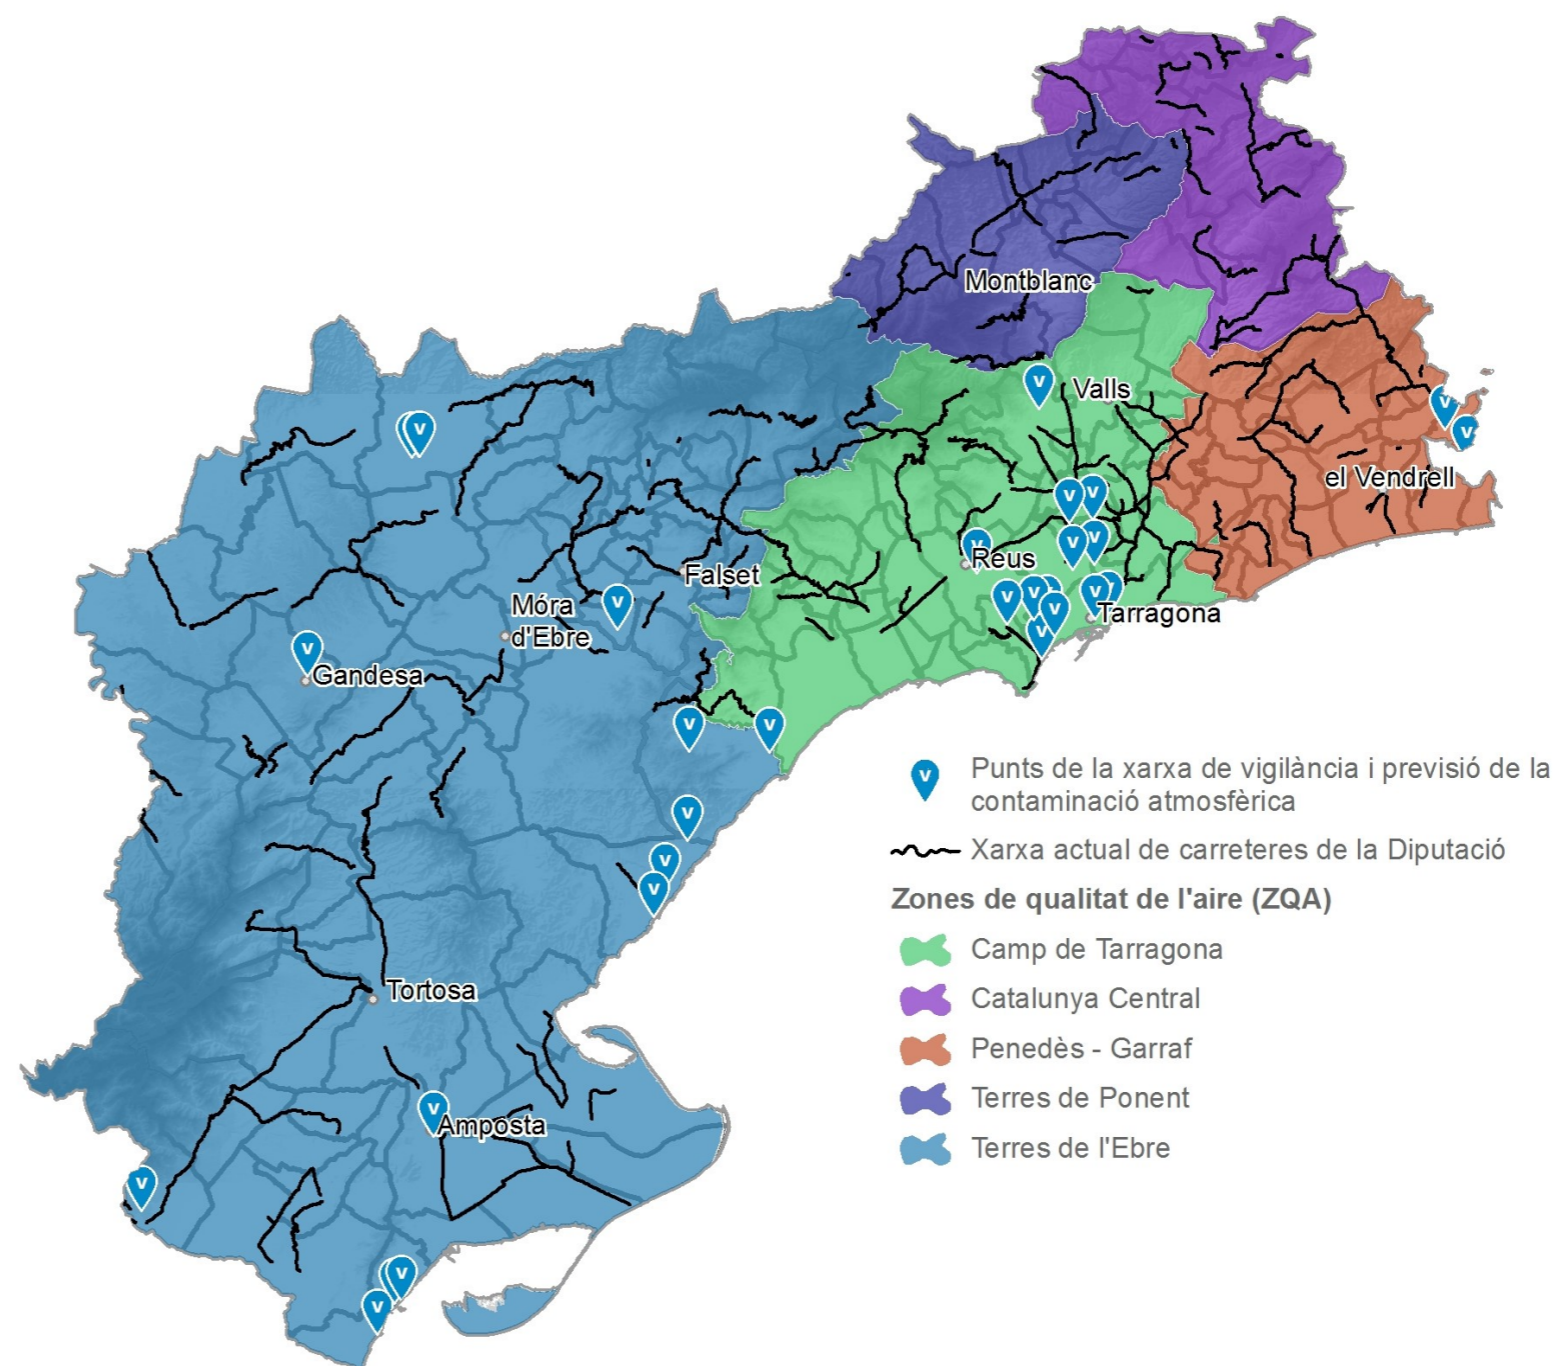 Montblanc
Valls
el Vendrell
Reus
Falset
Móra
d'Ebre
Tarragona
Gandesa
Tortosa
Amposta
v Punts de la xarxa de vigilància i previsió de la
contaminació atmosfèrica
Xarxa actual de carreteres de la Diputació
Zones de qualitat de l'aire (ZQA)
Camp de Tarragona
Catalunya Central
Penedès - Garraf
Terres de Ponent
Terres de l'Ebre